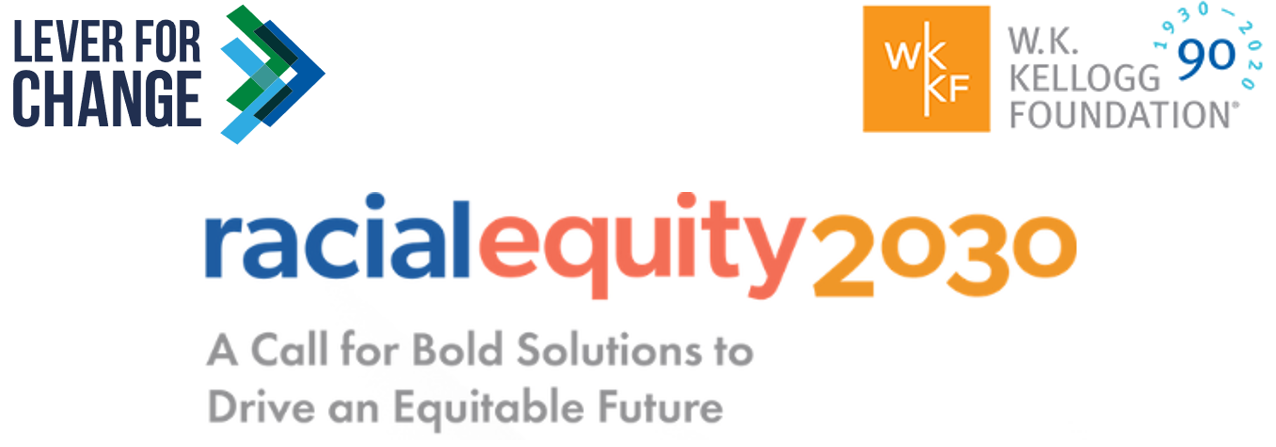 LEVER FOR
CHANGE
WK
KF
W.K.
KELLOGG
FOUNDATION®
1930–2020
90
racialequity2030
A Call for Bold Solutions to
Drive an Equitable Future